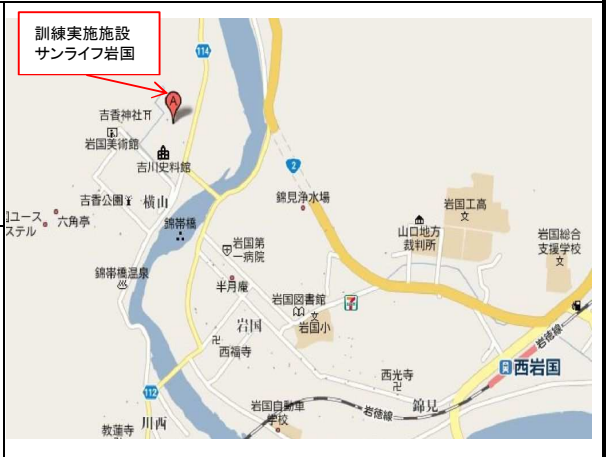 訓練実施施設
サンライフ岩国
114
A
吉香神社
岩国美術館
吉川史料館
2
吉香公園
横山
錦見浄水場
岩国工高
ユース
ステル
六角亭
錦帯橋
山口地方
裁判所
岩国総合
支援学校
岩国第
一病院
錦帯橋温泉
半月庵
岩国図書館
7
岩国
岩国小
岩徳線
西福寺
西岩国
西光寺
112
岩国自動車
学校
岩徳線
錦見
教蓮寺
川西